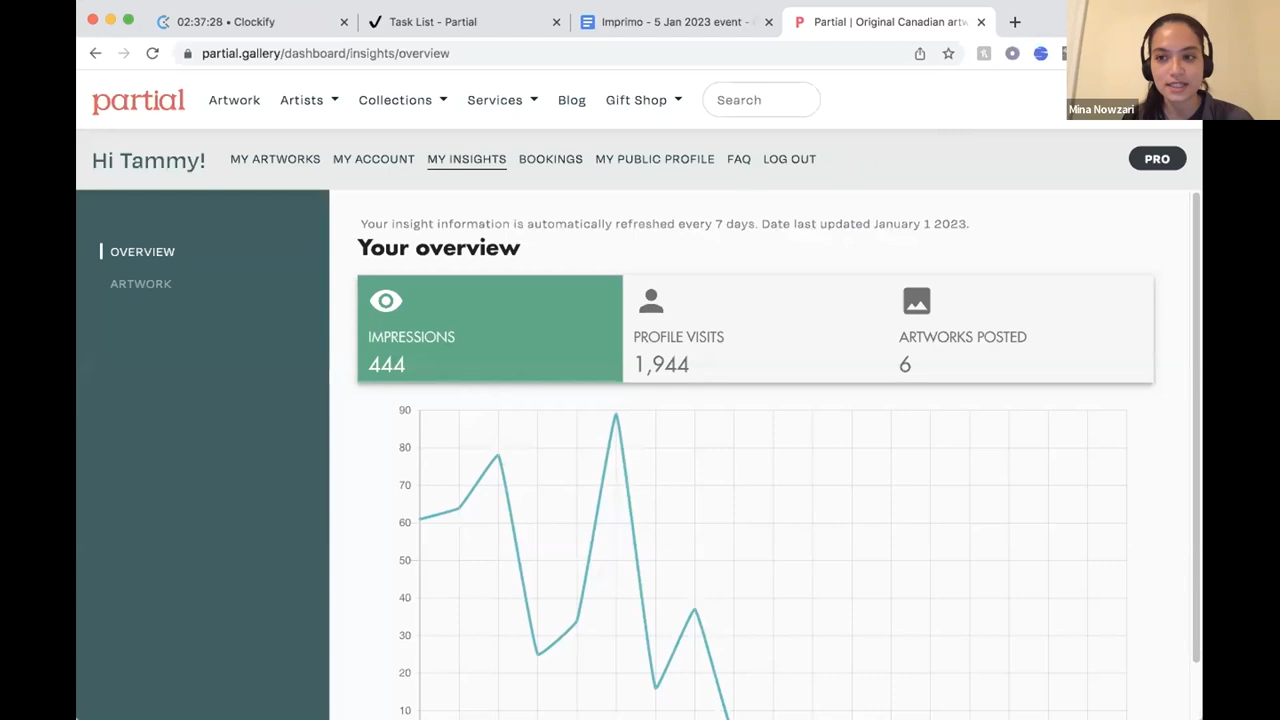 02:37:28 • Clockify
Task List - Partial
Imprimo - 5 Jan 2023 event -
Partial | Original Canadian artw
partial.gallery/dashboard/insights/overview
Mina Nowzari
partial
Artwork
Artists
Collections
Services
Blog
Gift Shop
Search
Hi Tammy!
MY ARTWORKS
MY ACCOUNT
MY INSIGHTS
BOOKINGS
MY PUBLIC PROFILE
FAQ
LOG OUT
PRO
OVERVIEW
ARTWORK
Your insight information is automatically refreshed every 7 days. Date last updated January 1 2023.
Your overview
IMPRESSIONS
444
PROFILE VISITS
1,944
ARTWORKS POSTED
6
90
80
70
60
50
40
30
20
10